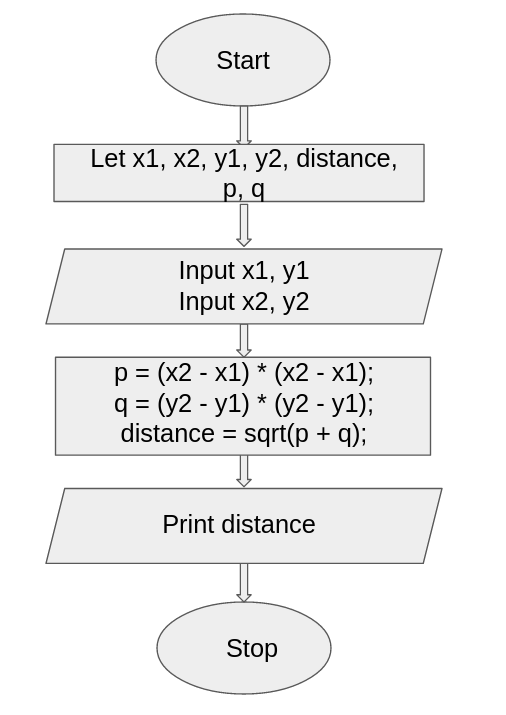 Start
Let x1, x2, y1, y2, distance,
p, q
Input x1, y1
Input x2, y2
p = (x2 - x1) * (x2 - x1);
q = (y2 - y1) * (y2 - y1);
distance = sqrt(p + q);
Print distance
Stop